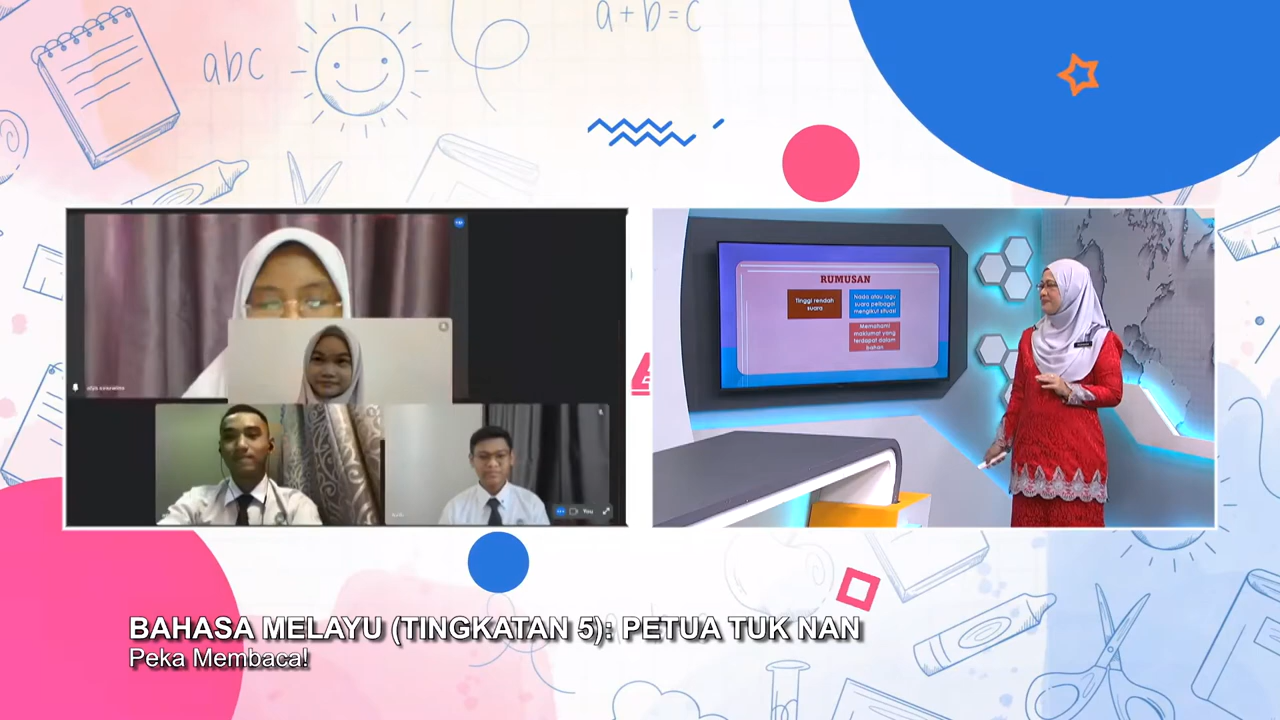 abc
a+b=c
RUMUSAN
Tinggi rendah
suara
Nada atau lagu
suara pelbagai
mengikut situasi
Memahami
maklumat yang
terdapat dalam
bahan
You
BAHASA MELAYU (TINGKATAN 5): PETUA TUK NAN
Peka Membaca!